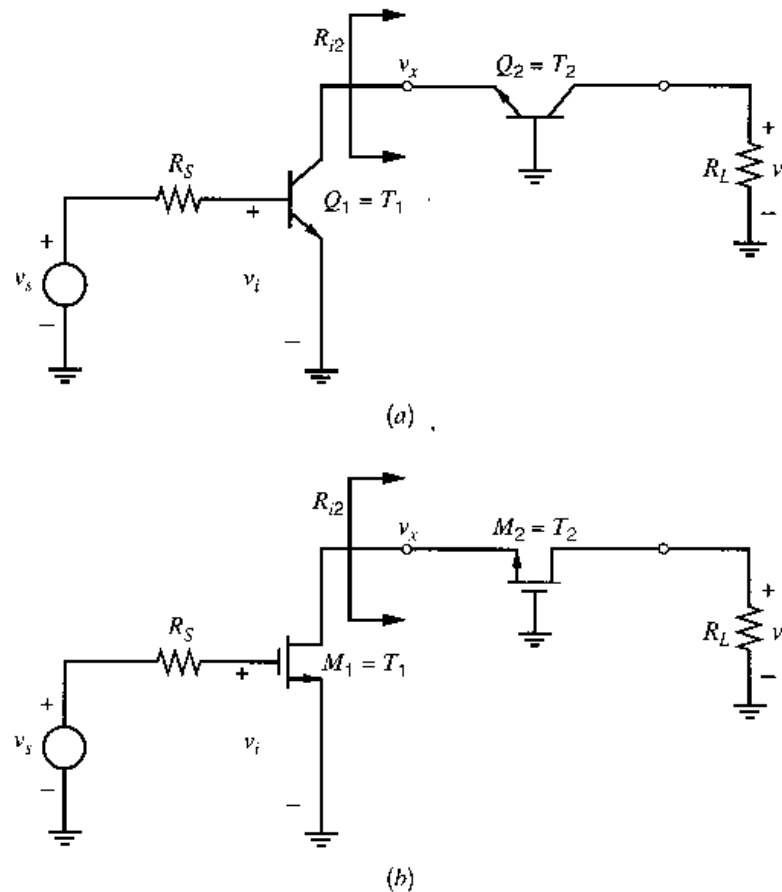 R_{i2}
v_x
Q_2 = T_2
R_S
+
Q_1 = T_1
R_L
+
v
−
+
v_s
−
v_i
−
(a)
R_{i2}
v_x
M_2 = T_2
R_S
+
M_1 = T_1
R_L
+
v
−
+
v_s
−
v_i
−
(b)